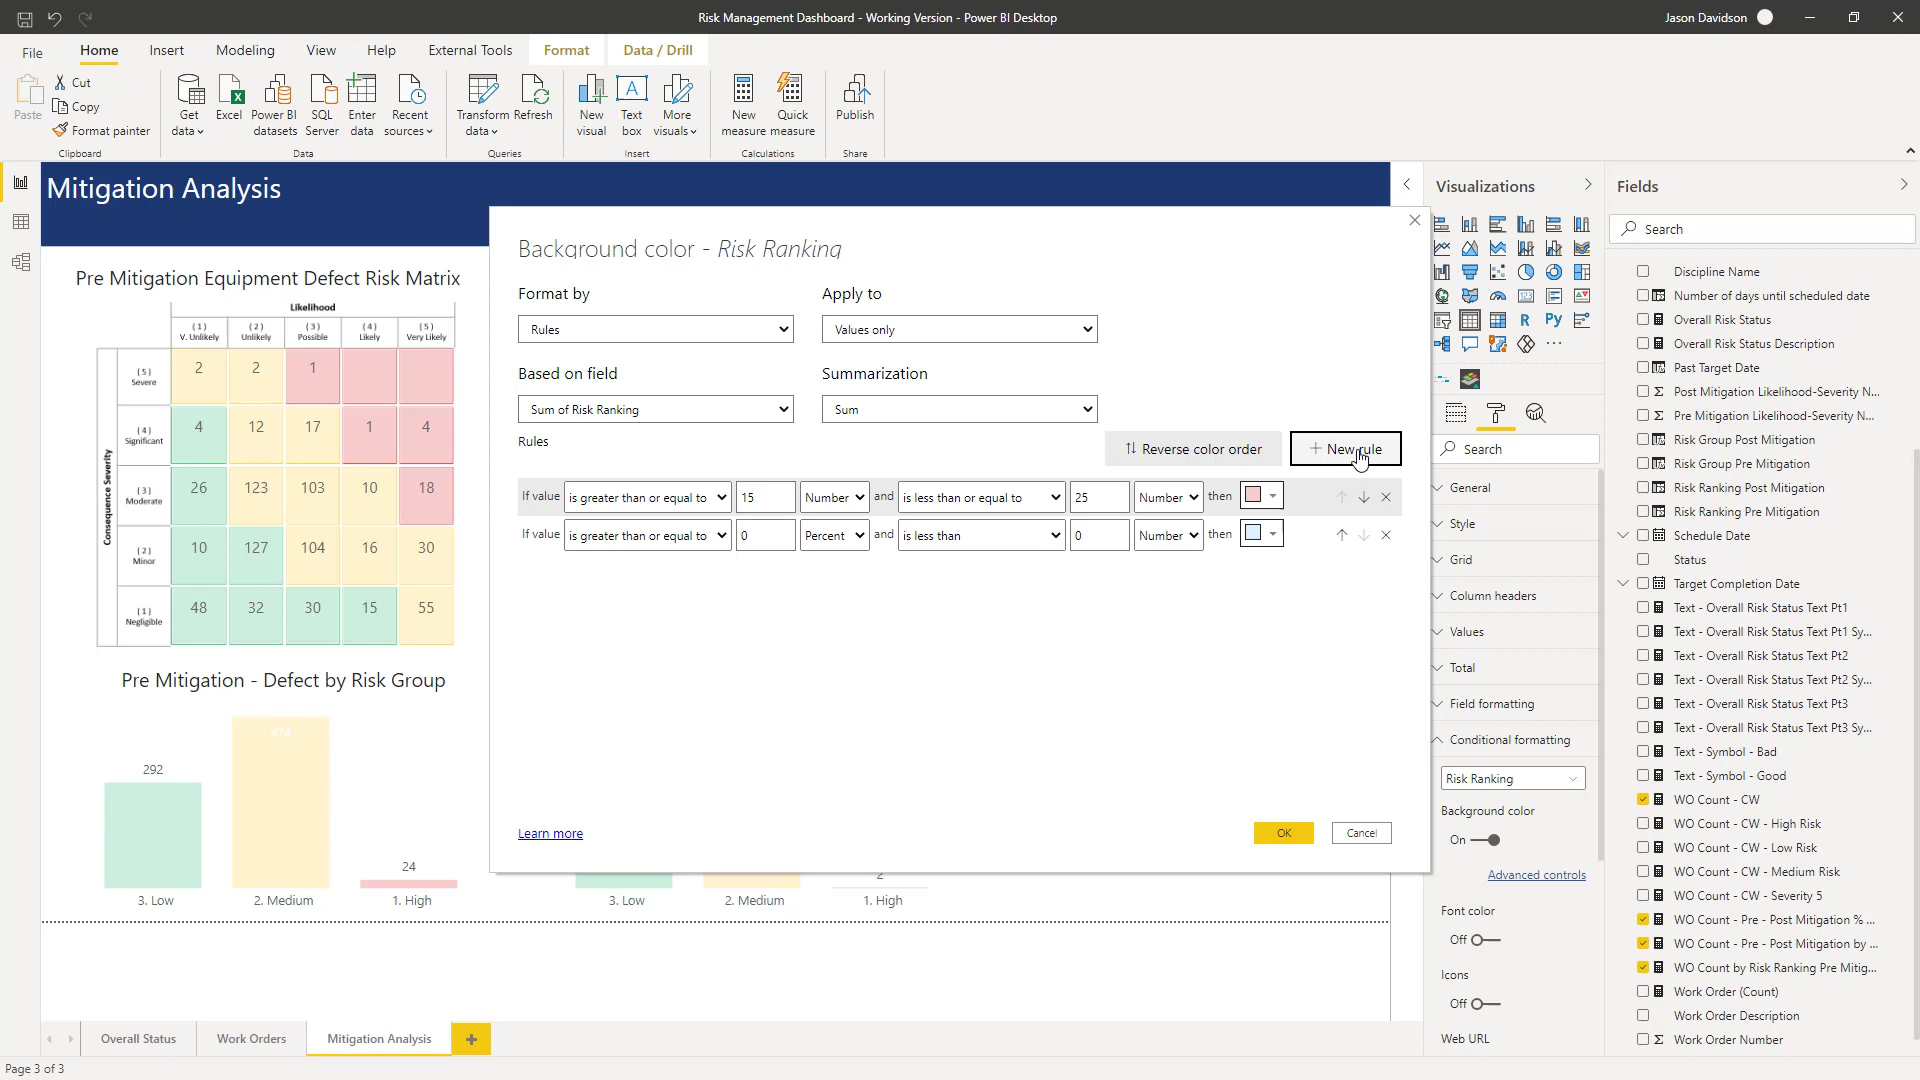 Risk Management Dashboard - Working Version - Power BI Desktop
Jason Davidson
File
Home
Insert
Modeling
View
Help
External Tools
Format
Data / Drill
Paste
Cut
Copy
Format painter
Clipboard
Get data
Excel
Power BI datasets
SQL Server
Enter data
Recent sources
Data
Transform data
Refresh
Queries
New visual
Text box
More visuals
Insert
New measure
Quick measure
Calculations
Publish
Share
Mitigation Analysis
Pre Mitigation Equipment Defect Risk Matrix
Likelihood
(1) V. Unlikely
(2) Unlikely
(3) Possible
(4) Likely
(5) Very Likely
Consequence Severity
(5) Severe
2 2 1
(4) Significant
4 12 17 1 4
(3) Moderate
26 123 103 10 18
(2) Minor
10 127 104 16 30
(1) Negligible
48 32 30 15 55
Pre Mitigation - Defect by Risk Group
292
474
24
3. Low
2. Medium
1. High
2
3. Low
2. Medium
1. High
Background color - Risk Ranking
Format by
Rules
Apply to
Values only
Based on field
Sum of Risk Ranking
Summarization
Sum
Rules
Reverse color order
New rule
If value is greater than or equal to 15 Number and is less than or equal to 25 Number then
If value is greater than or equal to 0 Percent and is less than 0 Number then
Learn more
OK
Cancel
Visualizations
R
Py
Search
General
Style
Grid
Column headers
Values
Total
Field formatting
Conditional formatting
Risk Ranking
Background color
On
Advanced controls
Font color
Off
Icons
Off
Web URL
Fields
Search
Discipline Name
Number of days until scheduled date
Overall Risk Status
Overall Risk Status Description
Past Target Date
Post Mitigation Likelihood-Severity N...
Pre Mitigation Likelihood-Severity N...
Risk Group Post Mitigation
Risk Group Pre Mitigation
Risk Ranking Post Mitigation
Risk Ranking Pre Mitigation
Schedule Date
Status
Target Completion Date
Text - Overall Risk Status Text Pt1
Text - Overall Risk Status Text Pt1 Sy...
Text - Overall Risk Status Text Pt2
Text - Overall Risk Status Text Pt2 Sy...
Text - Overall Risk Status Text Pt3
Text - Overall Risk Status Text Pt3 Sy...
Text - Symbol - Bad
Text - Symbol - Good
WO Count - CW
WO Count - CW - High Risk
WO Count - CW - Low Risk
WO Count - CW - Medium Risk
WO Count - CW - Severity 5
WO Count - Pre - Post Mitigation % ...
WO Count - Pre - Post Mitigation by ...
WO Count by Risk Ranking Pre Mitig...
Work Order (Count)
Work Order Description
Work Order Number
Overall Status
Work Orders
Mitigation Analysis
Page 3 of 3